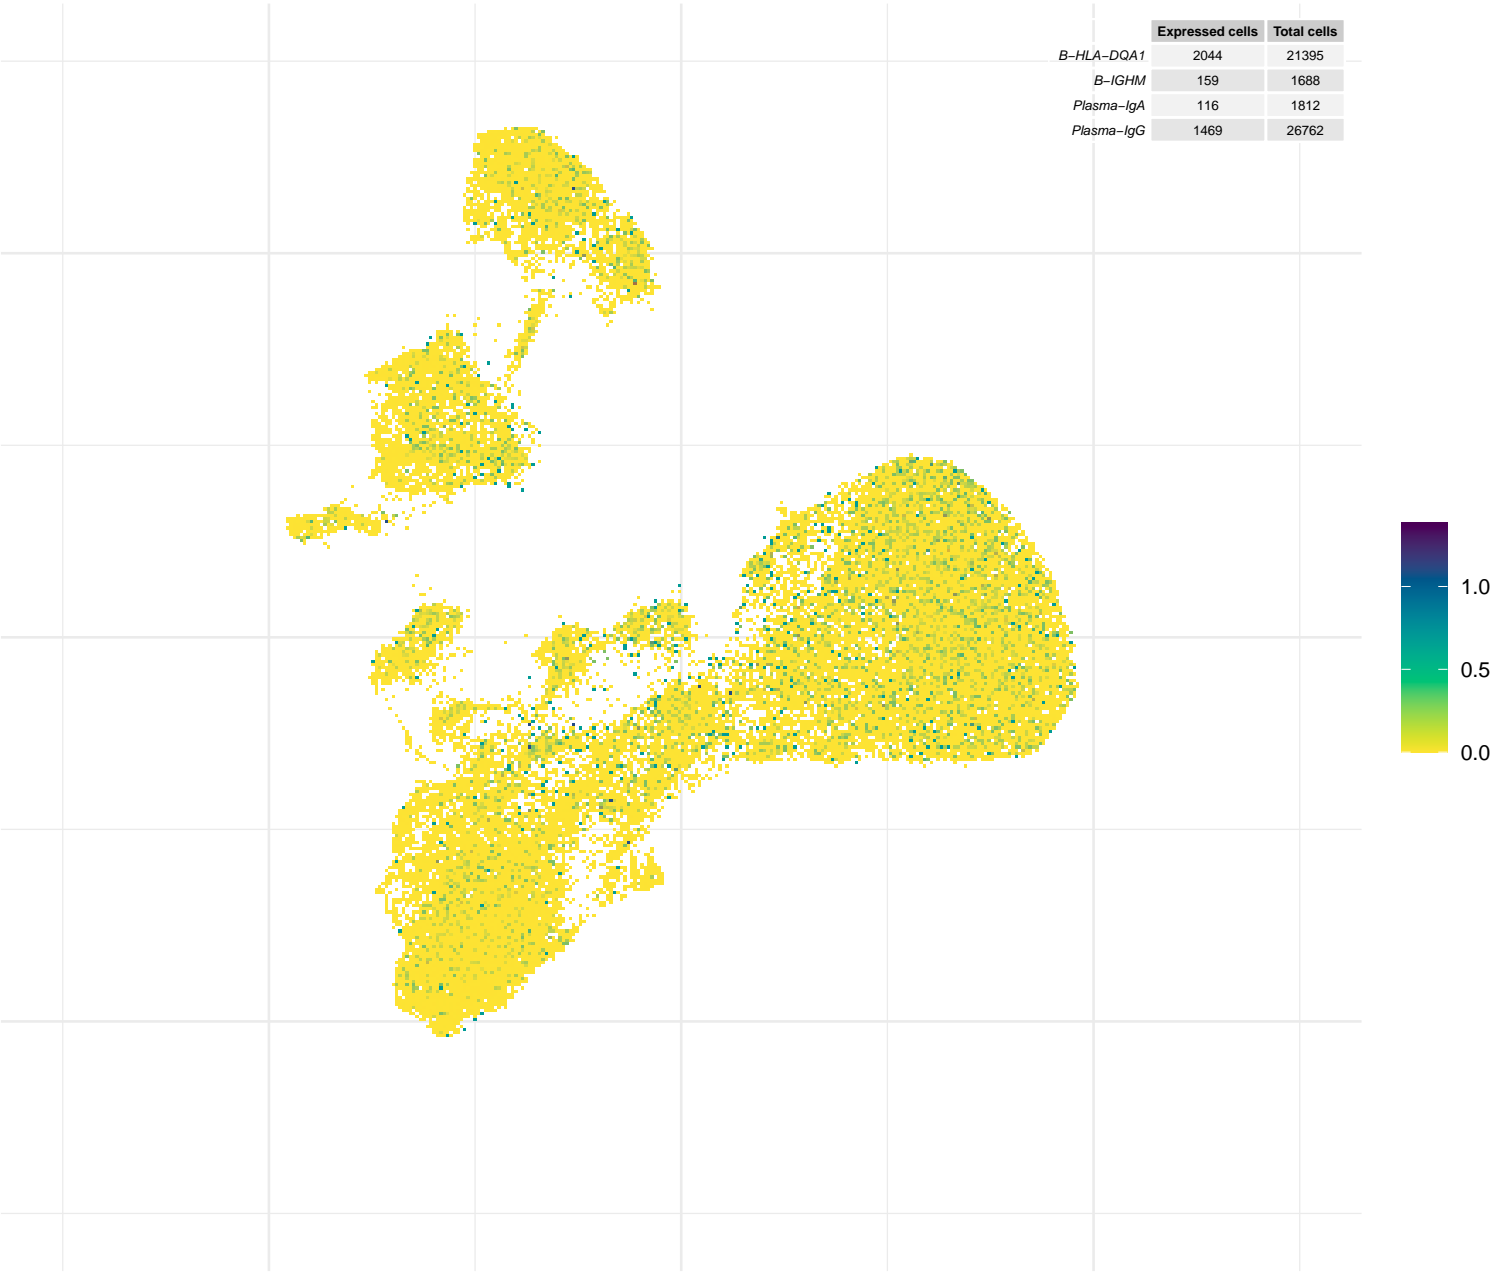 Expressed cells Total cells
B−HLA−DQA1 2044 21395
B−IGHM 159 1688
Plasma−IgA 116 1812
Plasma−IgG 1469 26762
1.0
0.5
0.0